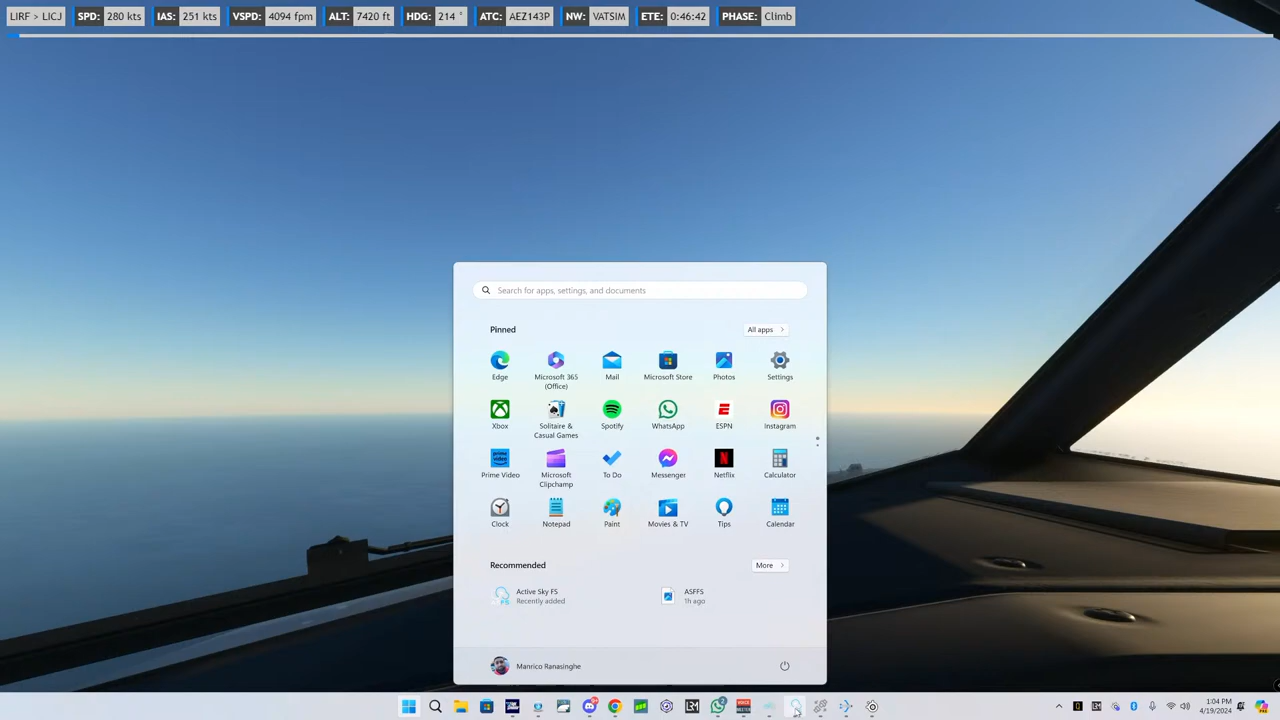 LIRF > LICJ SPD: 280 kts IAS: 251 kts VSPD: 4094 fpm ALT: 7420 ft HDG: 214 ° ATC: AEZ143P NW: VATSIM ETE: 0:46:42 PHASE: Climb
Search for apps, settings, and documents
Pinned All apps
Edge Microsoft 365 (Office) Mail Microsoft Store Photos Settings
Xbox Solitaire & Casual Games Spotify WhatsApp ESPN Instagram
Prime Video Microsoft Clipchamp To Do Messenger Netflix Calculator
Clock Notepad Paint Movies & TV Tips Calendar
Recommended More
Active Sky FS ASFFS
Recently added 1h ago
Manrico Ranasinghe
LRM
1:04 PM
4/19/2024